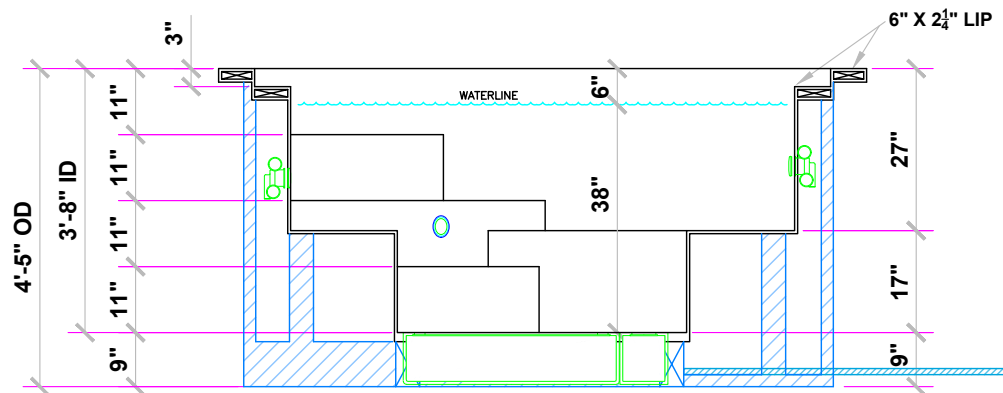 6" X 2¼" LIP
3"
WATERLINE
6"
11"
11"
11"
11"
9"
3'-8" ID
4'-5" OD
38"
27"
17"
9"